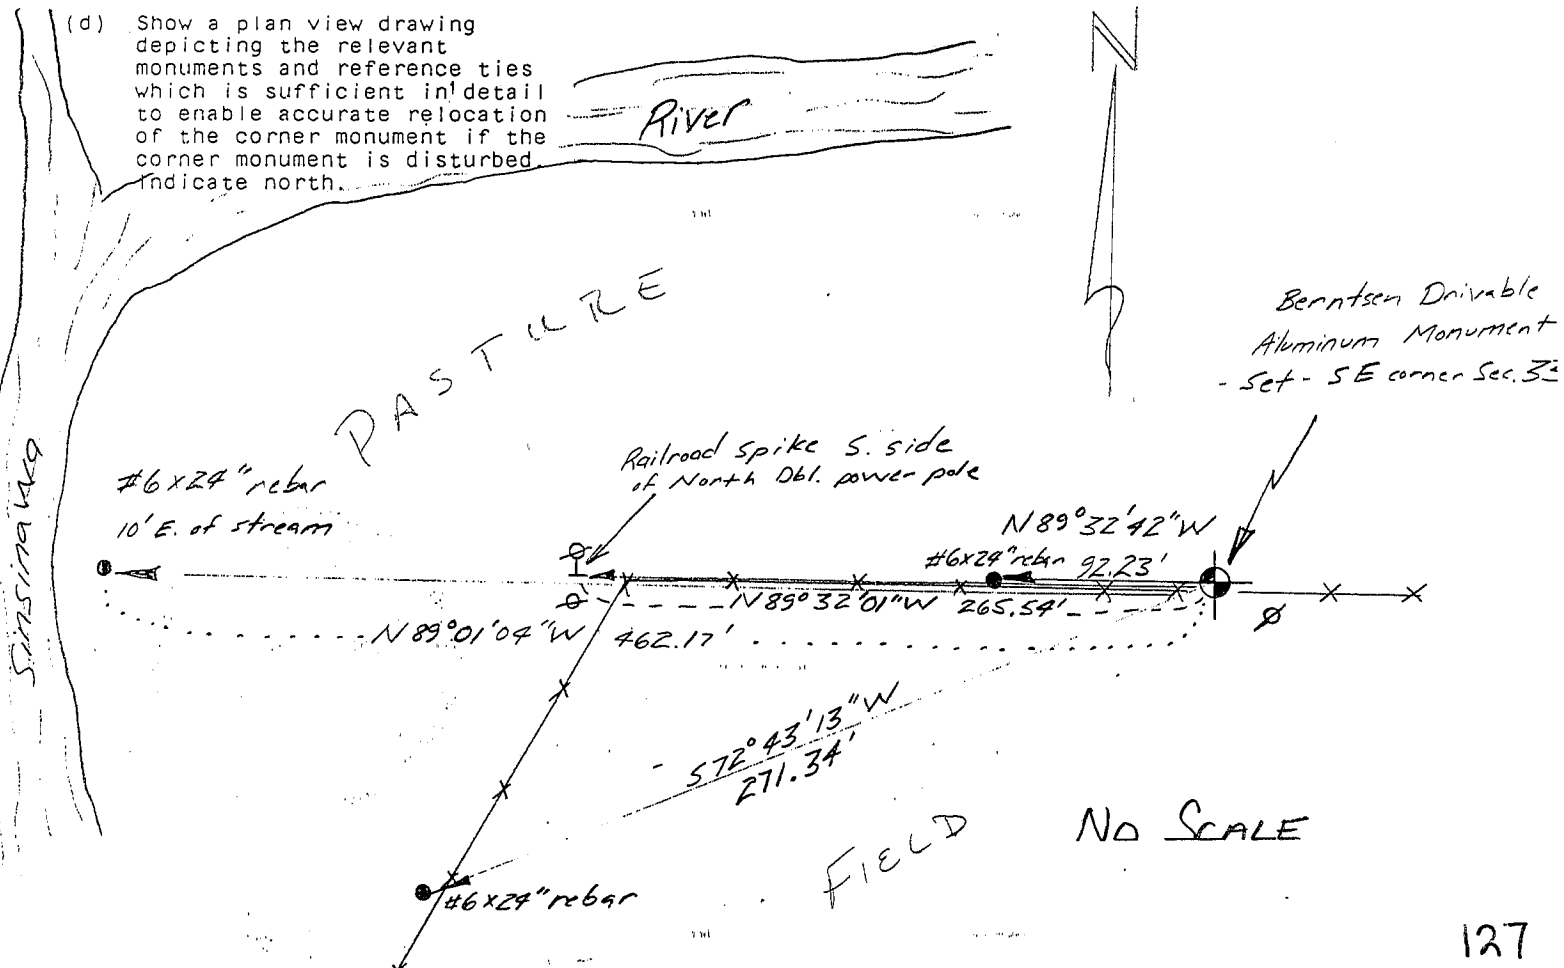 (d) Show a plan view drawing
depicting the relevant
monuments and reference ties
which is sufficient in detail
to enable accurate relocation
of the corner monument if the
corner monument is disturbed.
Indicate north.
N
River
PASTURE
Berntsen Drivable
Aluminum Monument
- Set - SE corner Sec.
Sinsinawa
#6x24" rebar
10' E. of stream
Railroad Spike S. side
of North Dbl. power pole
N89°32'42"W
#6x24" rebar 92.23'
N89°32'01"W 265.54'
N89°01'04"W 462.17'
S72°43'13"W
271.34'
#6x24" rebar
FIELD
NO SCALE
127